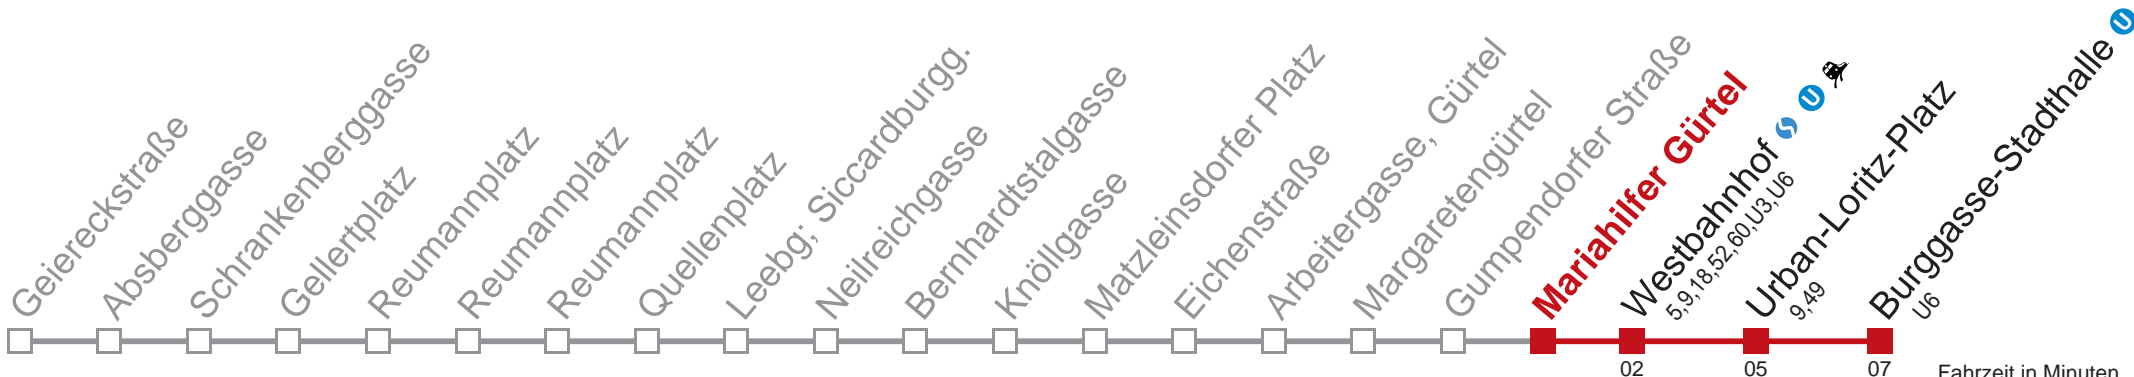 Geiereckstraße
Absberggasse
Schrankenberggasse
Gellertplatz
Reumannplatz
Reumannplatz
Reumannplatz
Quellenplatz
Leebg; Siccardburgg.
Neilreichgasse
Bernhardtstalgasse
Knöllgasse
Matzleinsdorfer Platz
Eichenstraße
Arbeitergasse, Gürtel
Margaretengürtel
Gumpendorfer Straße
Mariahilfer Gürtel
Westbahnhof S U
5,9,18,52,60,U3,U6
Urban-Loritz-Platz
9,49
Burggasse-Stadthalle U
U6
02
05
07
Fahrzeit in Minuten